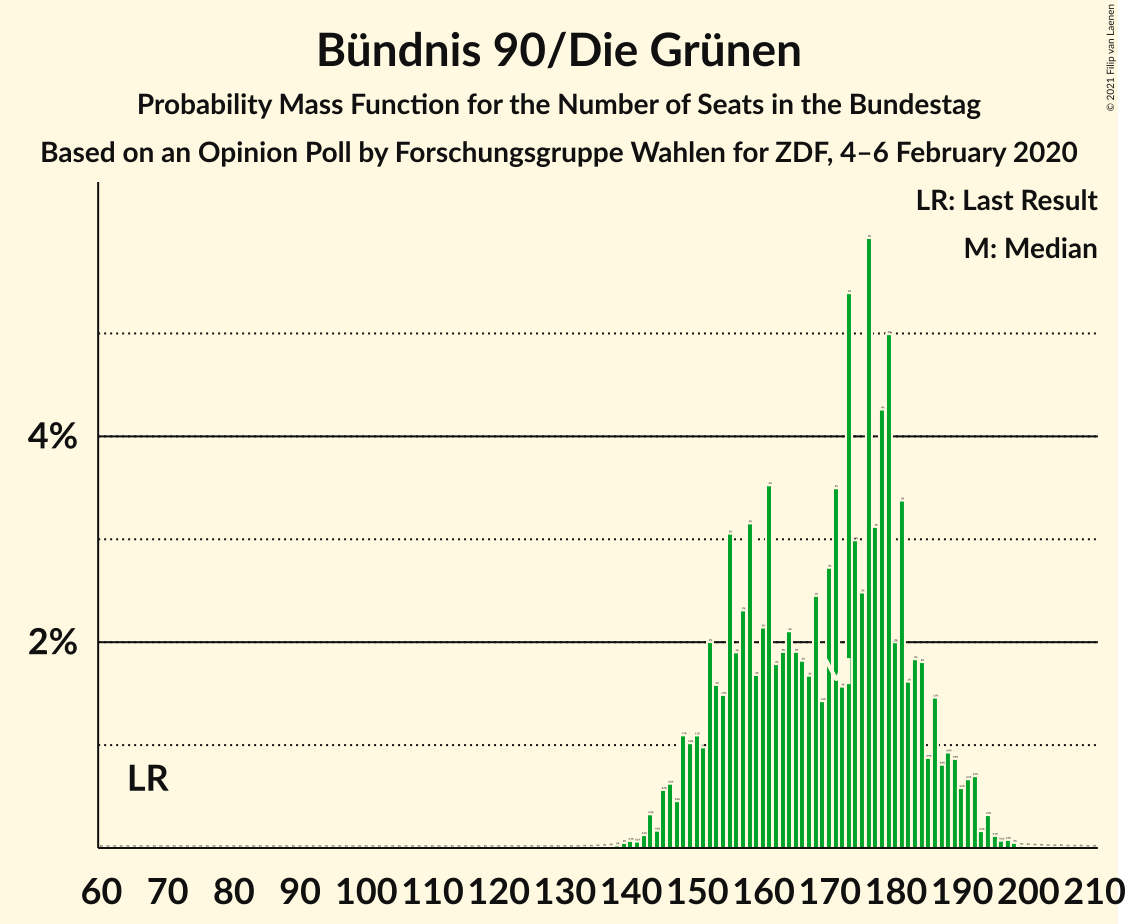 Bündnis 90/Die Grünen
Probability Mass Function for the Number of Seats in the Bundestag
Based on an Opinion Poll by Forschungsgruppe Wahlen for ZDF, 4–6 February 2020
© 2021 Filip van Laenen
LR: Last Result
M: Median
4%
2%
LR
60 70 80 90 100 110 120 130 140 150 160 170 180 190 200 210